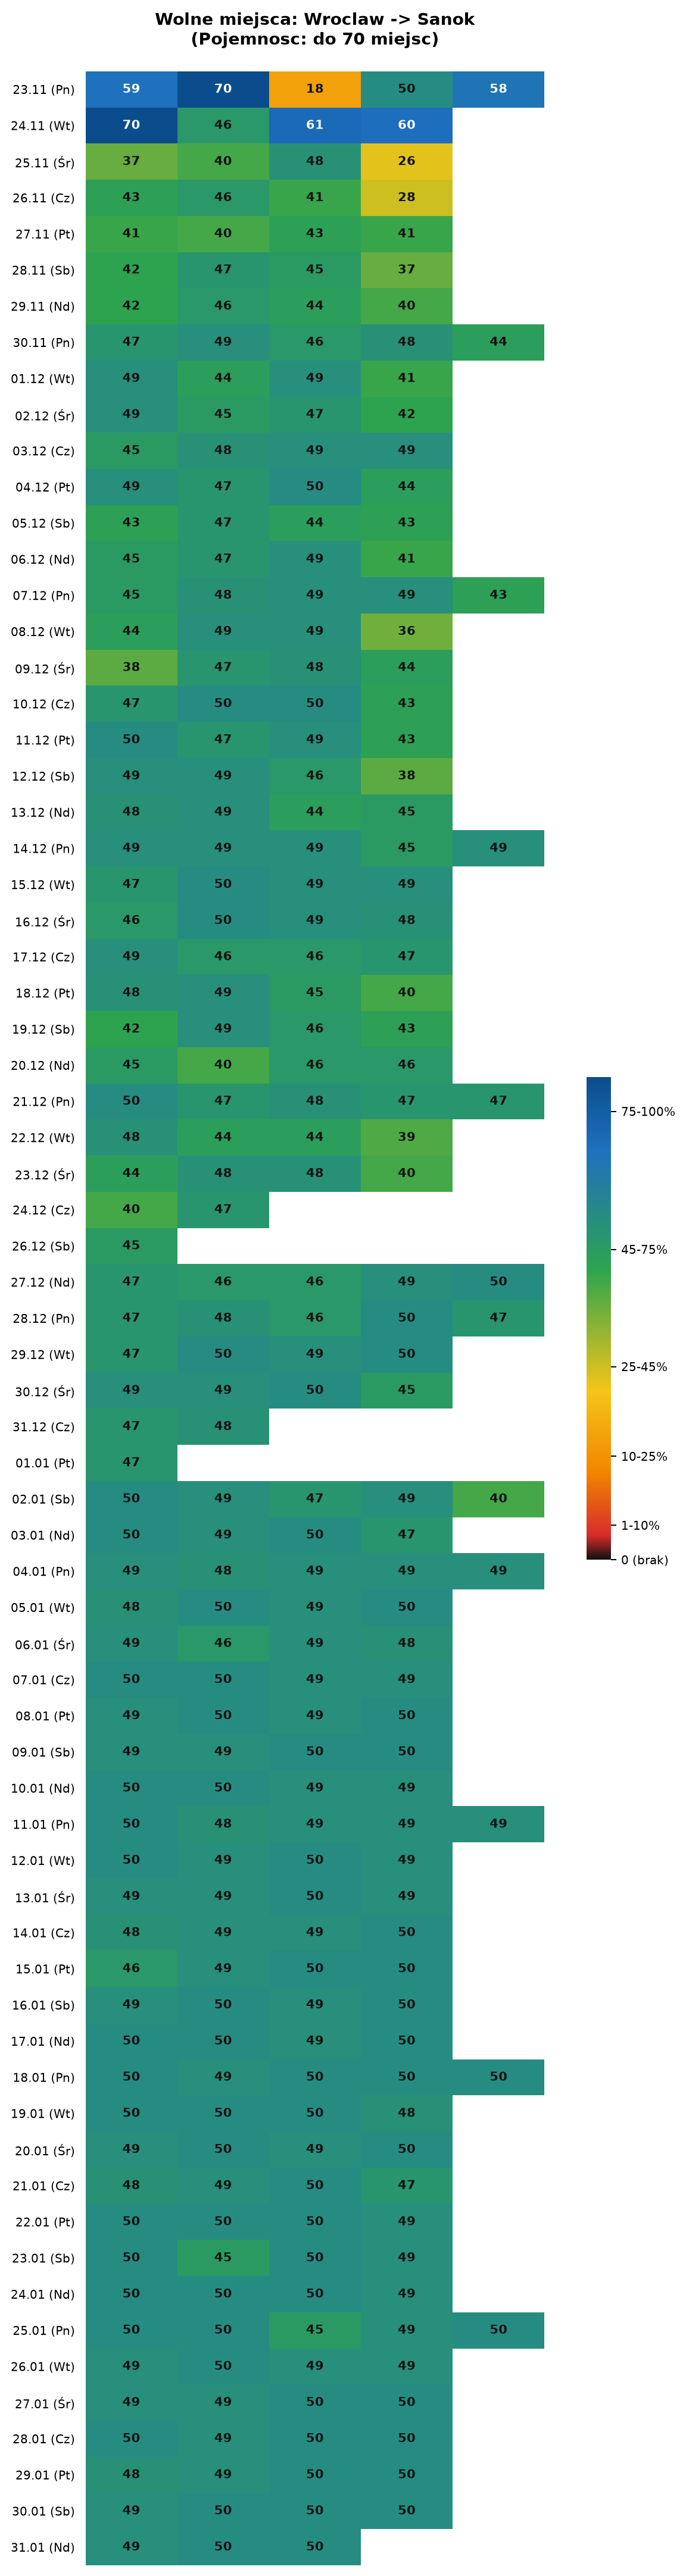 Wolne miejsca: Wroclaw -> Sanok
(Pojemnosc: do 70 miejsc)
23.11 (Pn) 59 70 18 50 58
24.11 (Wt) 70 46 61 60
25.11 (Śr) 37 40 48 26
26.11 (Cz) 43 46 41 28
27.11 (Pt) 41 40 43 41
28.11 (Sb) 42 47 45 37
29.11 (Nd) 42 46 44 40
30.11 (Pn) 47 49 46 48 44
01.12 (Wt) 49 44 49 41
02.12 (Śr) 49 45 47 42
03.12 (Cz) 45 48 49 49
04.12 (Pt) 49 47 50 44
05.12 (Sb) 43 47 44 43
06.12 (Nd) 45 47 49 41
07.12 (Pn) 45 48 49 49 43
08.12 (Wt) 44 49 49 36
09.12 (Śr) 38 47 48 44
10.12 (Cz) 47 50 50 43
11.12 (Pt) 50 47 49 43
12.12 (Sb) 49 49 46 38
13.12 (Nd) 48 49 44 45
14.12 (Pn) 49 49 49 45 49
15.12 (Wt) 47 50 49 49
16.12 (Śr) 46 50 49 48
17.12 (Cz) 49 46 46 47
18.12 (Pt) 48 49 45 40
19.12 (Sb) 42 49 46 43
20.12 (Nd) 45 40 46 46
21.12 (Pn) 50 47 48 47 47
22.12 (Wt) 48 44 44 39
23.12 (Śr) 44 48 48 40
24.12 (Cz) 40 47
26.12 (Sb) 45
27.12 (Nd) 47 46 46 49 50
28.12 (Pn) 47 48 46 50 47
29.12 (Wt) 47 50 49 50
30.12 (Śr) 49 49 50 45
31.12 (Cz) 47 48
01.01 (Pt) 47
02.01 (Sb) 50 49 47 49 40
03.01 (Nd) 50 49 50 47
04.01 (Pn) 49 48 49 49 49
05.01 (Wt) 48 50 49 50
06.01 (Śr) 49 46 49 48
07.01 (Cz) 50 50 49 49
08.01 (Pt) 49 50 49 50
09.01 (Sb) 49 49 50 50
10.01 (Nd) 50 50 49 49
11.01 (Pn) 50 48 49 49 49
12.01 (Wt) 50 49 50 49
13.01 (Śr) 49 49 50 49
14.01 (Cz) 48 49 49 50
15.01 (Pt) 46 49 50 50
16.01 (Sb) 49 50 49 50
17.01 (Nd) 50 50 49 50
18.01 (Pn) 50 49 50 50 50
19.01 (Wt) 50 50 50 48
20.01 (Śr) 49 50 49 50
21.01 (Cz) 48 49 50 47
22.01 (Pt) 50 50 50 49
23.01 (Sb) 50 45 50 49
24.01 (Nd) 50 50 50 49
25.01 (Pn) 50 50 45 49 50
26.01 (Wt) 49 50 49 49
27.01 (Śr) 49 49 50 50
28.01 (Cz) 50 49 50 50
29.01 (Pt) 48 49 50 50
30.01 (Sb) 49 50 50 50
31.01 (Nd) 49 50 50
75-100%
45-75%
25-45%
10-25%
1-10%
0 (brak)